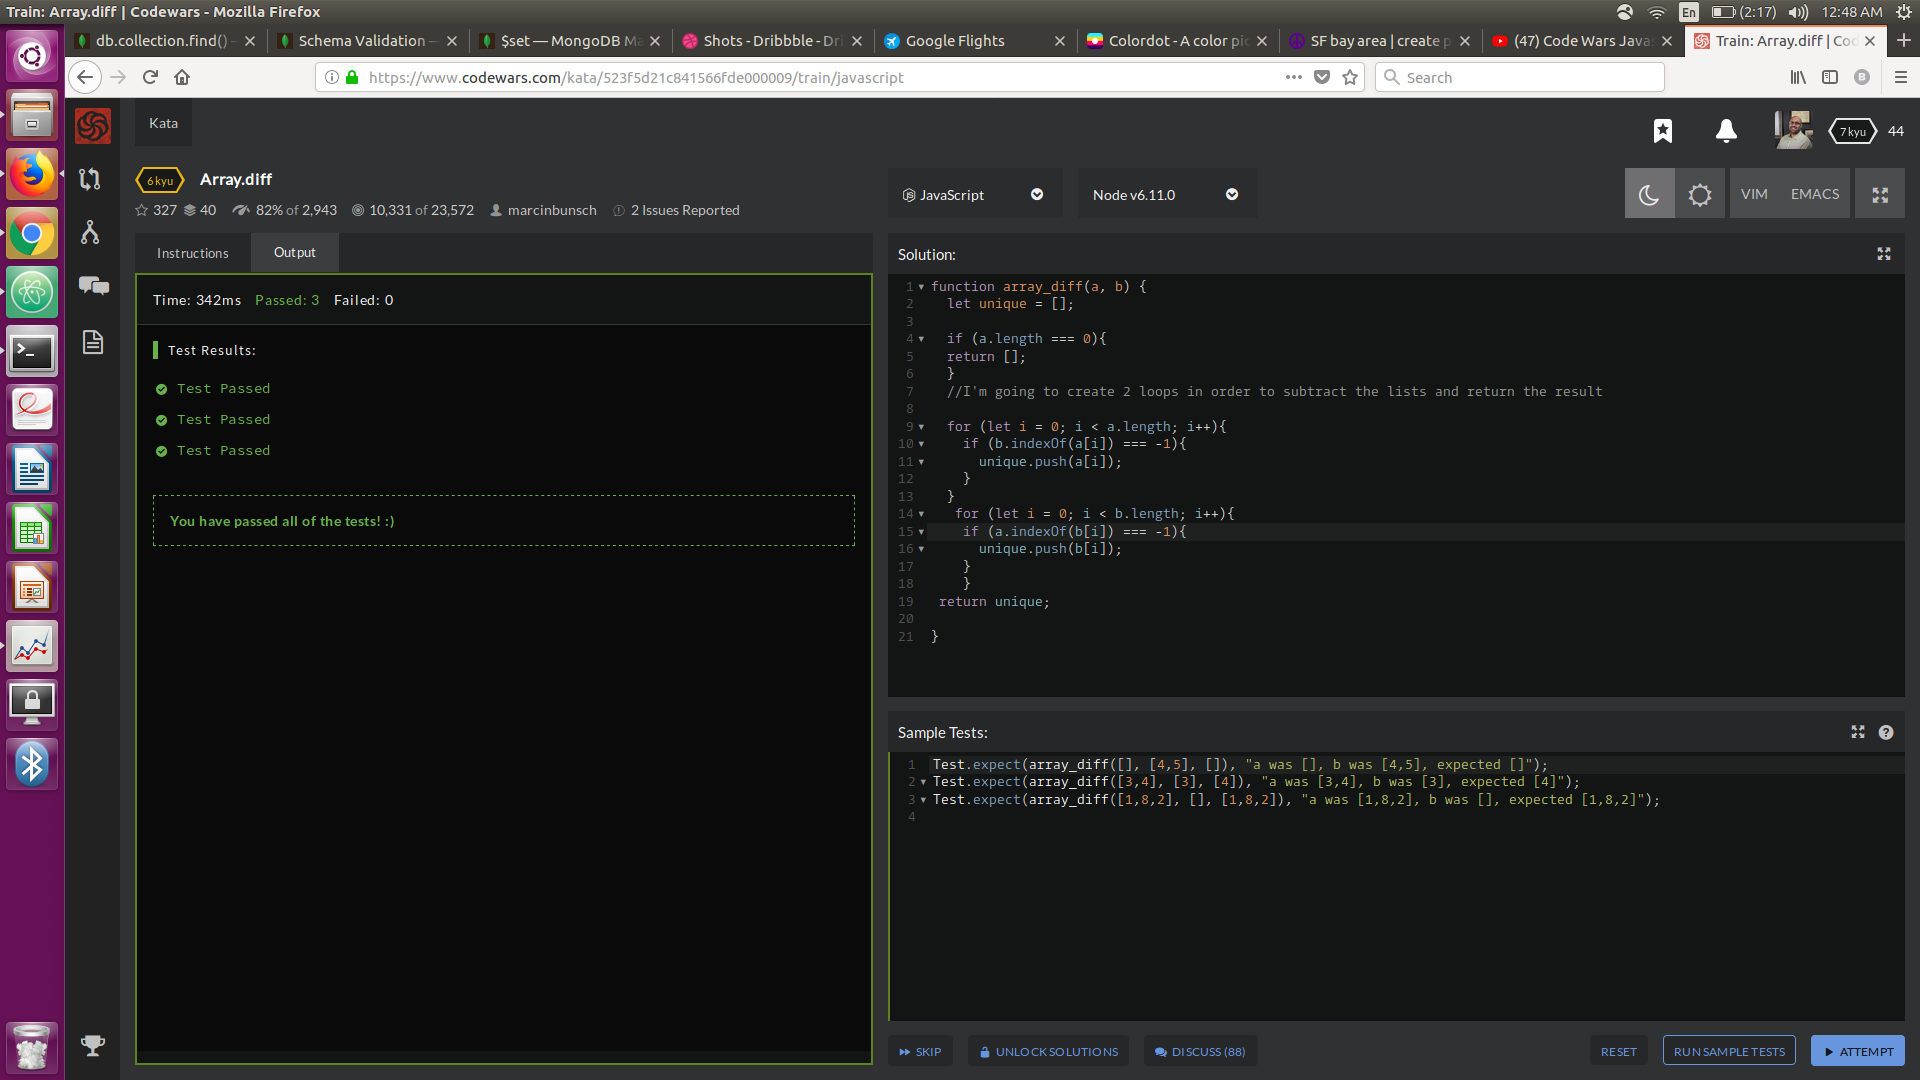 Train: Array.diff | Codewars - Mozilla Firefox
En (2:17) 12:48 AM
db.collection.find() -
Schema Validation —
$set — MongoDB Ma
Shots - Dribbble - Dri
Google Flights
Colordot - A color pic
SF bay area | create p
(47) Code Wars Javas
Train: Array.diff | Cod
https://www.codewars.com/kata/523f5d21c841566fde000009/train/javascript
Search
Kata
7 kyu 44
6 kyu Array.diff
327 40 82% of 2,943 10,331 of 23,572 marcinbunsch 2 Issues Reported
JavaScript
Node v6.11.0
VIM EMACS
Instructions Output
Time: 342ms Passed: 3 Failed: 0
Test Results:
Test Passed
Test Passed
Test Passed
You have passed all of the tests! :)
Solution:
1 function array_diff(a, b) {
2 let unique = [];
3
4 if (a.length === 0){
5 return [];
6 }
7 //I'm going to create 2 loops in order to subtract the lists and return the result
8
9 for (let i = 0; i < a.length; i++){
10 if (b.indexOf(a[i]) === -1){
11 unique.push(a[i]);
12 }
13 }
14 for (let i = 0; i < b.length; i++){
15 if (a.indexOf(b[i]) === -1){
16 unique.push(b[i]);
17 }
18 }
19 return unique;
20
21 }
Sample Tests:
1 Test.expect(array_diff([], [4,5], []), "a was [], b was [4,5], expected []");
2 Test.expect(array_diff([3,4], [3], [4]), "a was [3,4], b was [3], expected [4]");
3 Test.expect(array_diff([1,8,2], [], [1,8,2]), "a was [1,8,2], b was [], expected [1,8,2]");
4
SKIP UNLOCK SOLUTIONS DISCUSS (88) RESET RUN SAMPLE TESTS ATTEMPT